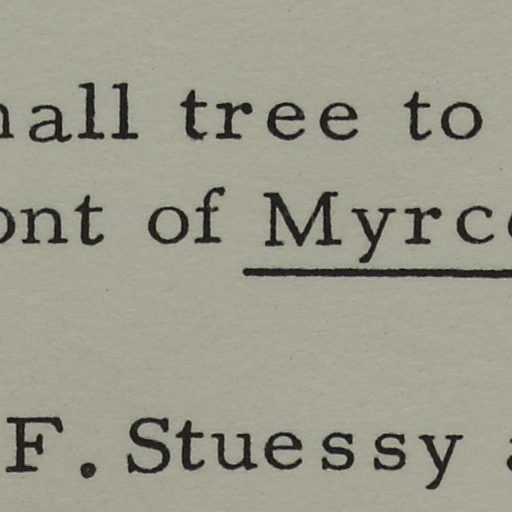 mall tree to
ont of Myrc
F. Stuessy